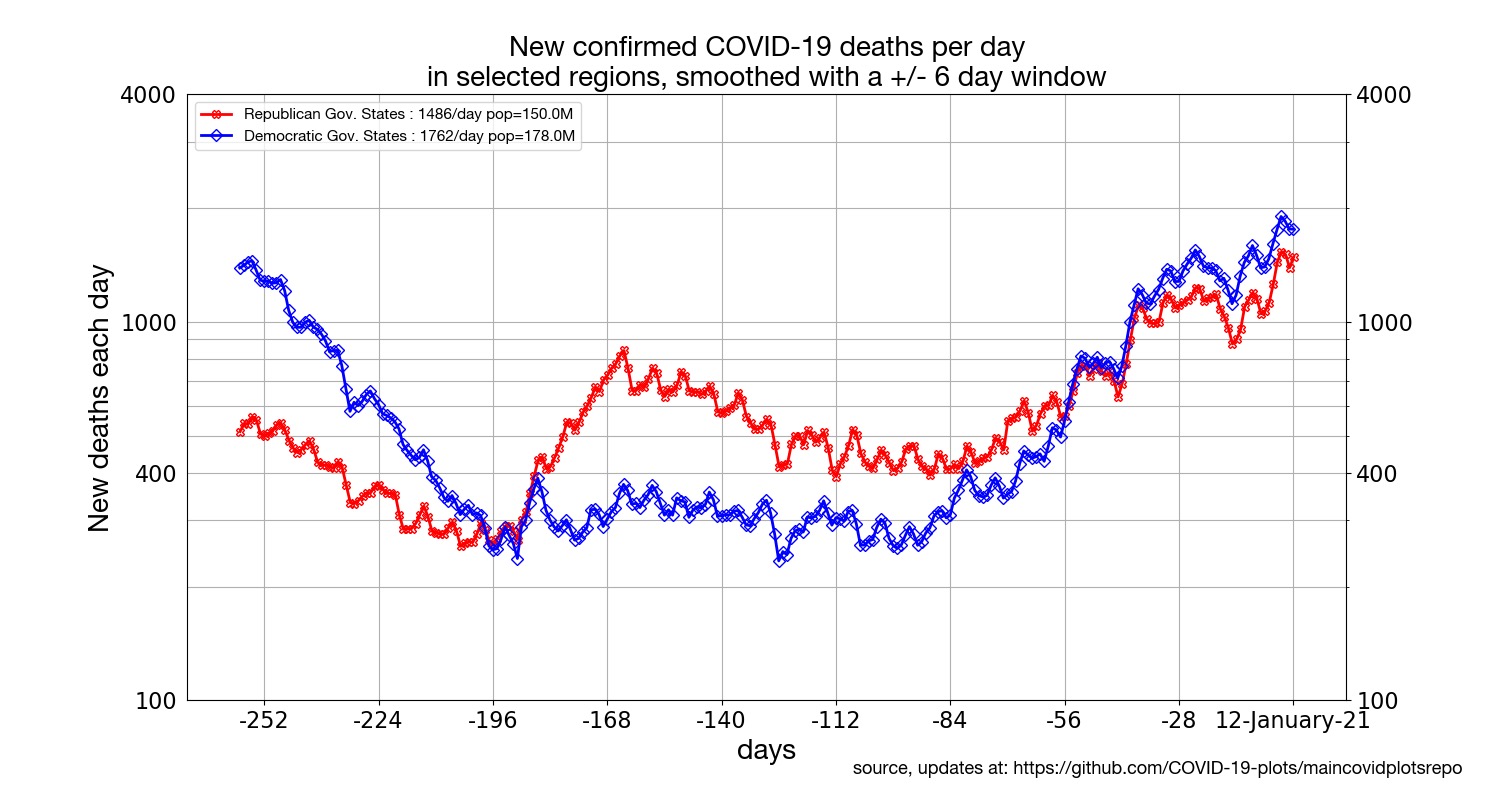 New confirmed COVID-19 deaths per day
in selected regions, smoothed with a +/- 6 day window
4000
4000
Republican Gov. States : 1486/day pop=150.0M
Democratic Gov. States : 1762/day pop=178.0M
New deaths each day
1000
1000
400
400
100
100
-252 -224 -196 -168 -140 -112 -84 -56 -28 12-January-21
days
source, updates at: https://github.com/COVID-19-plots/maincovidplotsrepo